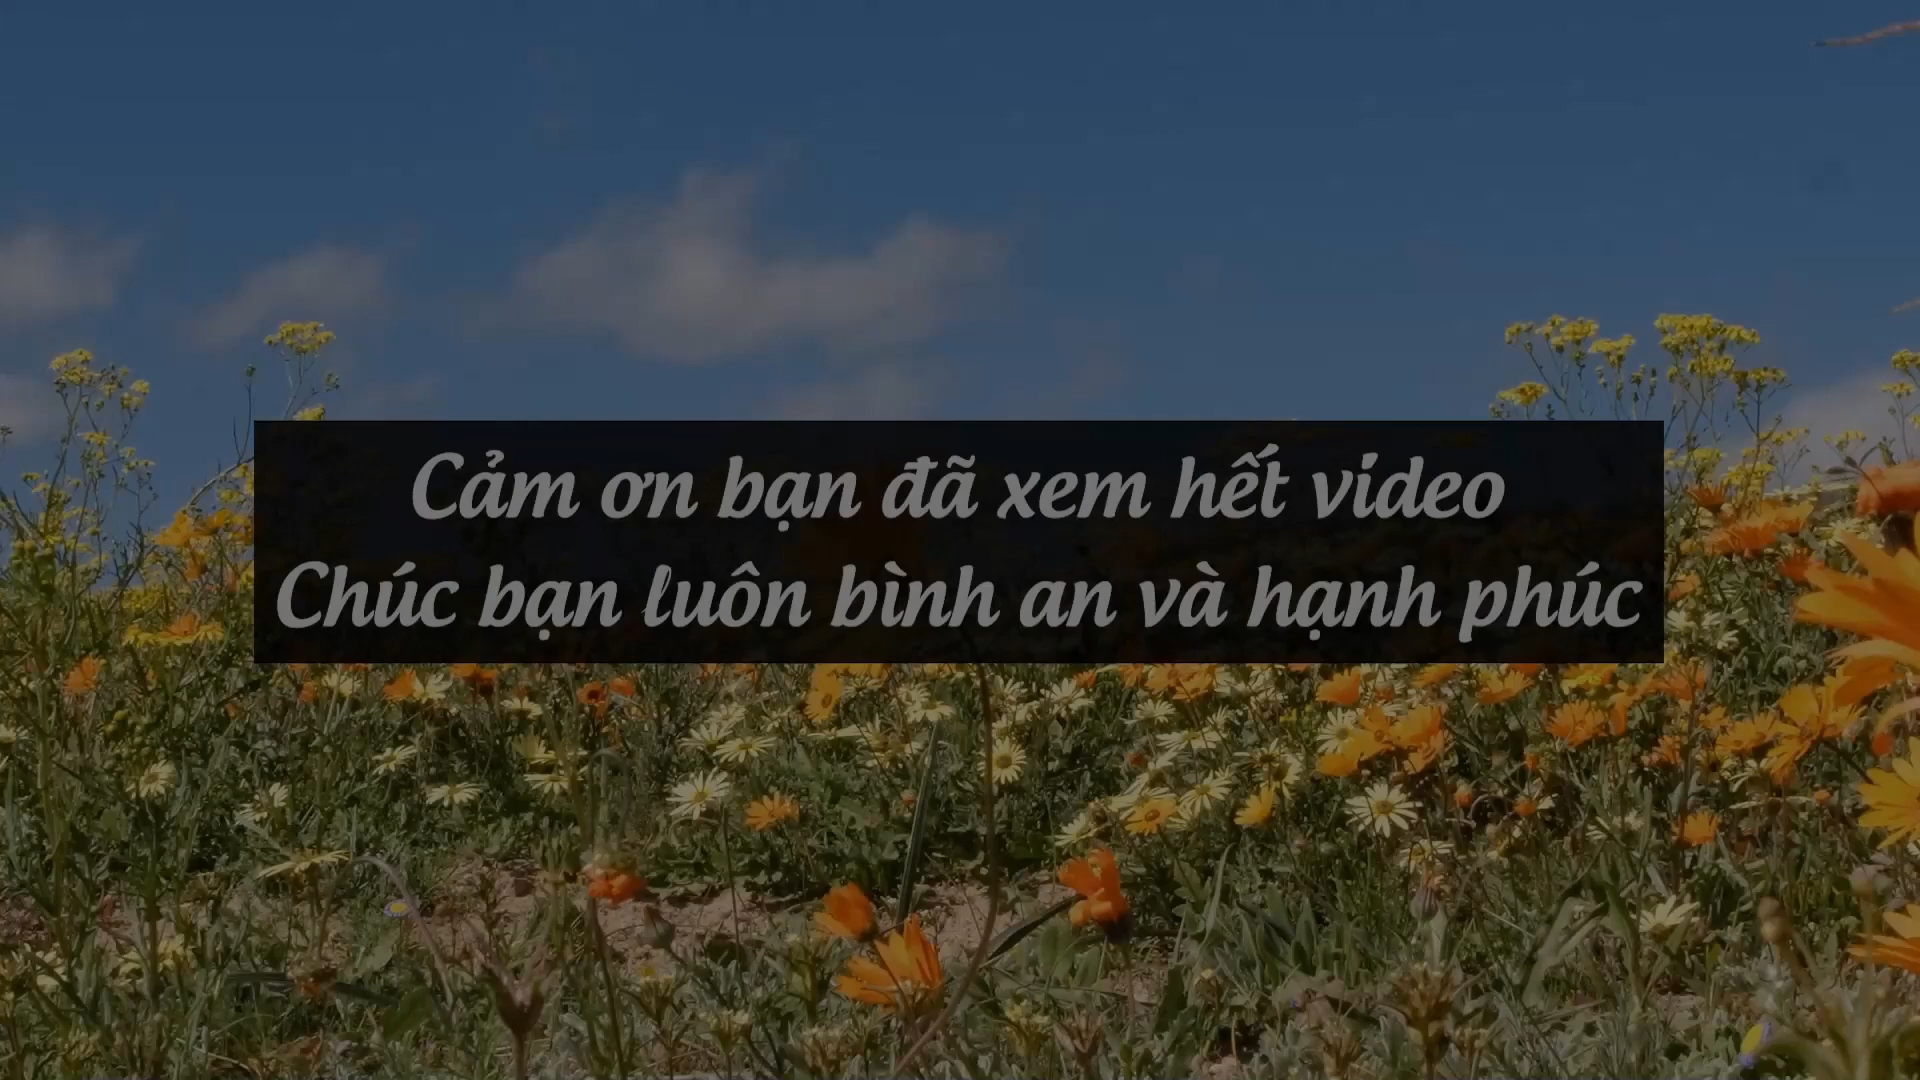 Cảm ơn bạn đã xem hết video
Chúc bạn luôn bình an và hạnh phúc